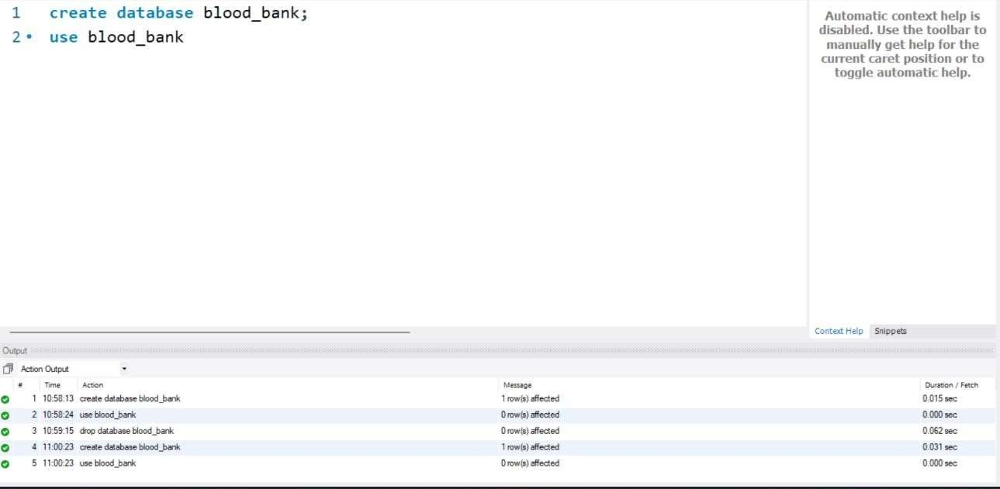 1 create database blood_bank;
2 • use blood_bank
Automatic context help is
disabled. Use the toolbar to
manually get help for the
current caret position or to
toggle automatic help.
Context Help Snippets
Output
Action Output
# Time Action Message Duration / Fetch
1 10:58:13 create database blood_bank 1 row(s) affected 0.015 sec
2 10:58:24 use blood_bank 0 row(s) affected 0.000 sec
3 10:59:15 drop database blood_bank 0 row(s) affected 0.062 sec
4 11:00:23 create database blood_bank 1 row(s) affected 0.031 sec
5 11:00:23 use blood_bank 0 row(s) affected 0.000 sec